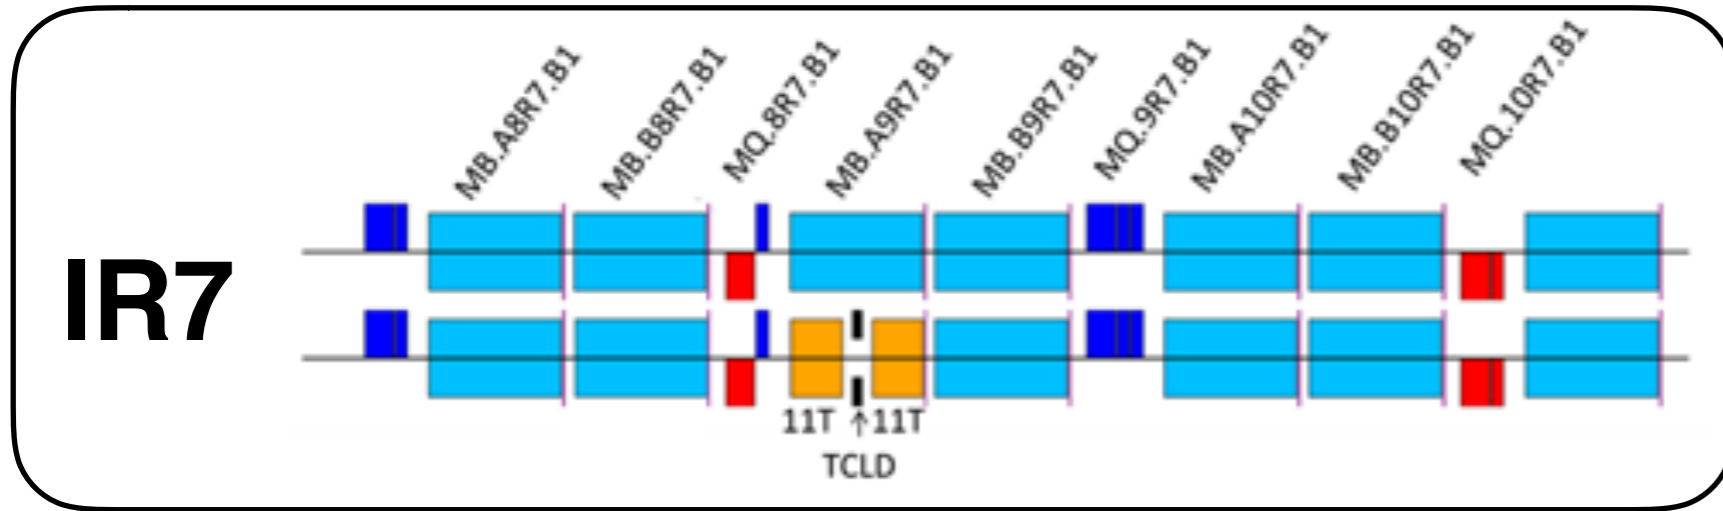 MB.A8R7.B1
MB.B8R7.B1
MQ.8R7.B1
MB.A9R7.B1
MB.B9R7.B1
MQ.9R7.B1
MB.A10R7.B1
MB.B10R7.B1
MQ.10R7.B1
IR7
11T ↑ 11T
TCLD